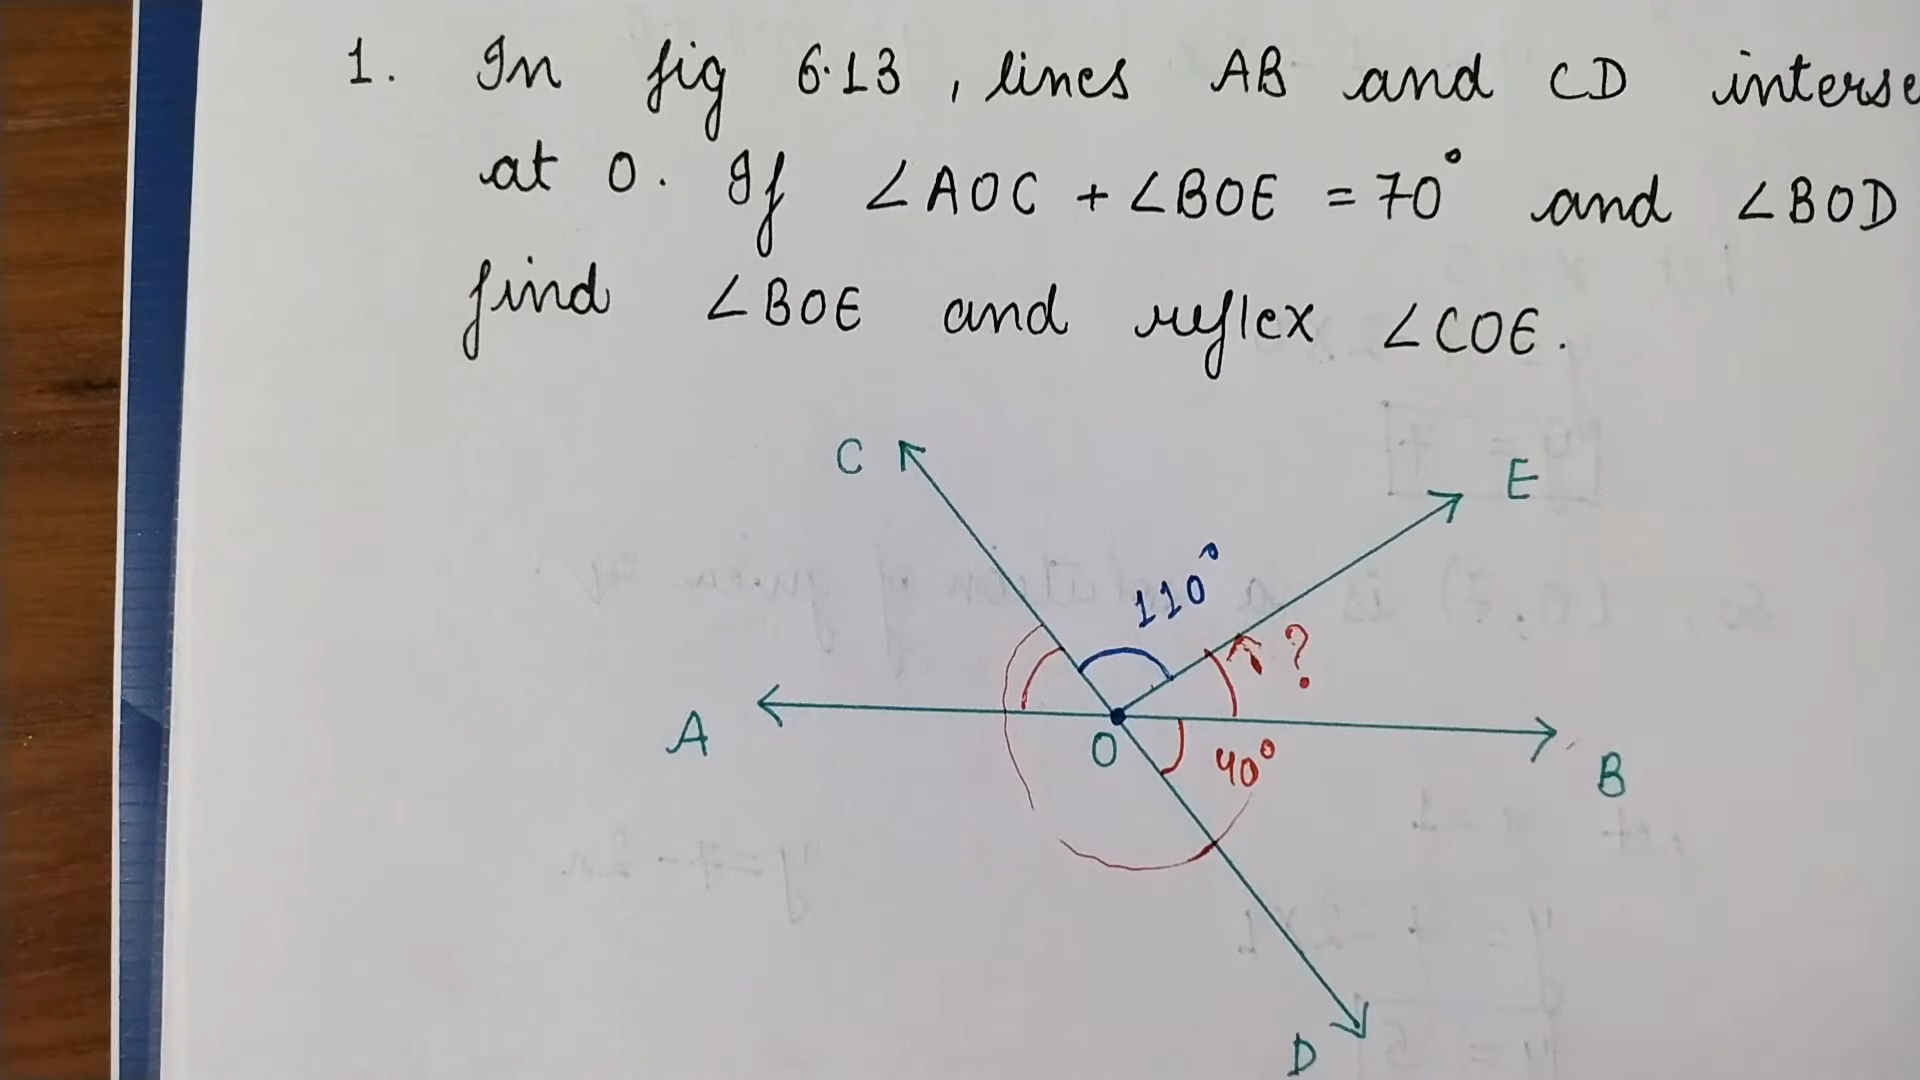 1. In fig 6.13, lines AB and CD interse
at O. If ∠AOC + ∠BOE = 70° and ∠BOD
find ∠BOE and reflex ∠COE.
C
E
110°
?
A
O
40°
B
D